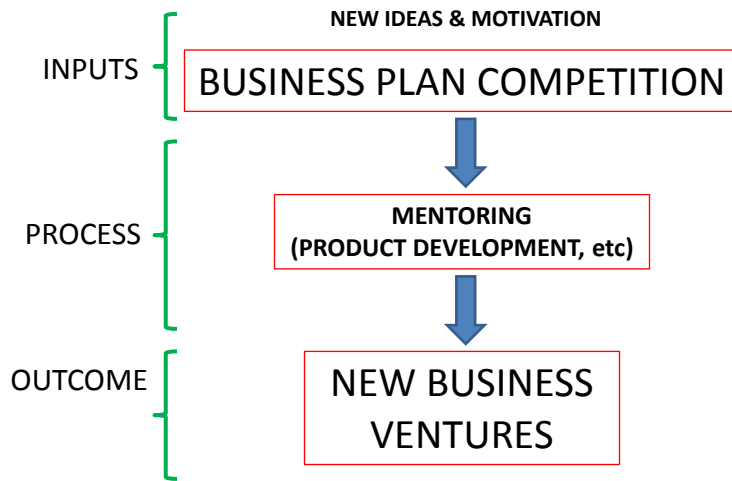 NEW IDEAS & MOTIVATION
INPUTS
BUSINESS PLAN COMPETITION
PROCESS
MENTORING
(PRODUCT DEVELOPMENT, etc)
OUTCOME
NEW BUSINESS
VENTURES